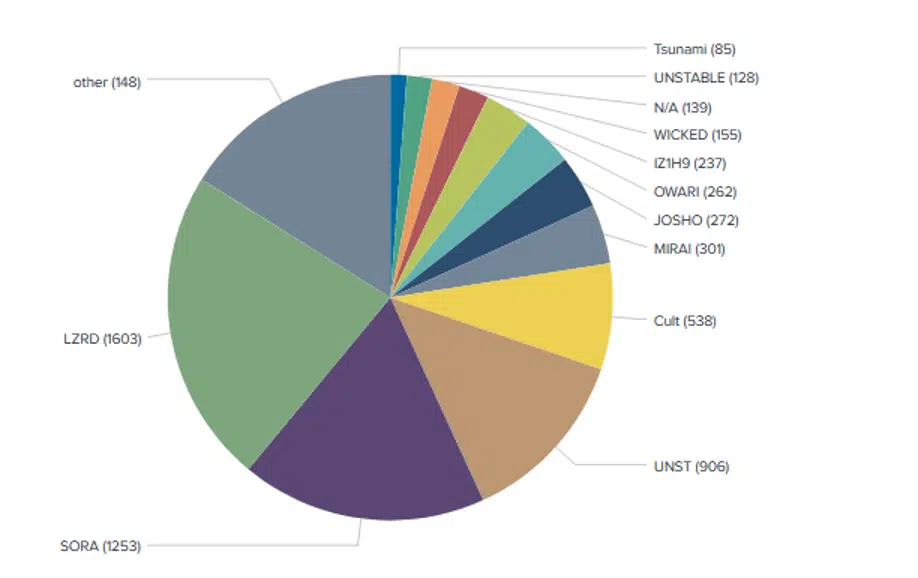 Tsunami (85)
other (148)
UNSTABLE (128)
N/A (139)
WICKED (155)
IZ1H9 (237)
OWARI (262)
JOSHO (272)
MIRAI (301)
Cult (538)
LZRD (1603)
UNST (906)
SORA (1253)